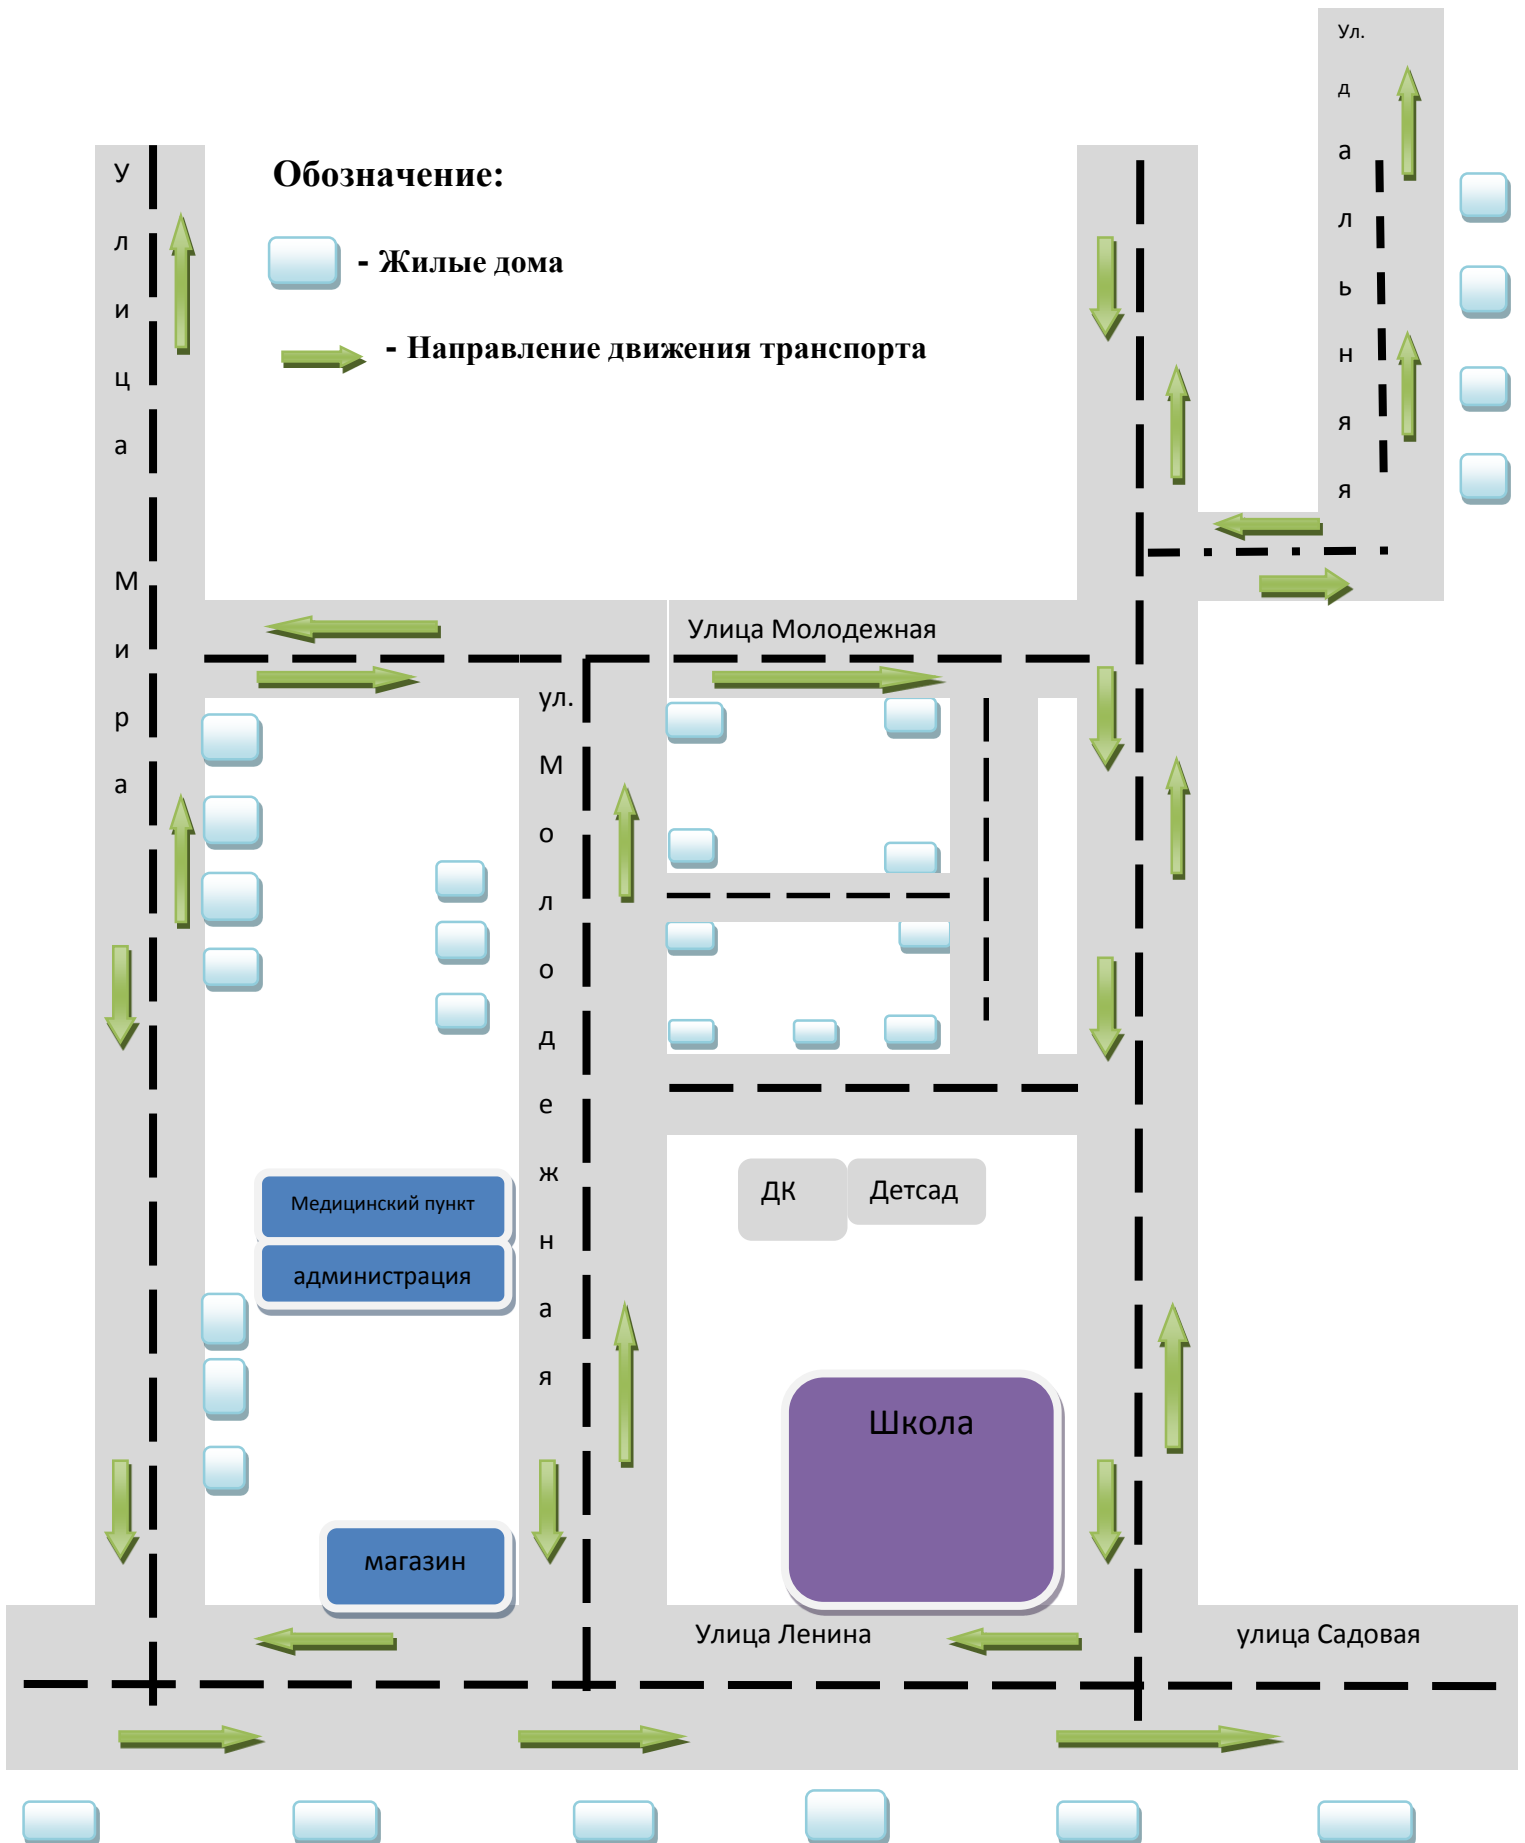 Ул. дальняя
Улица Мира
Обозначение:
- Жилые дома
- Направление движения транспорта
Улица Молодежная
ул. Молодежная
Медицинский пункт
администрация
ДК
Детсад
Школа
магазин
Улица Ленина
улица Садовая